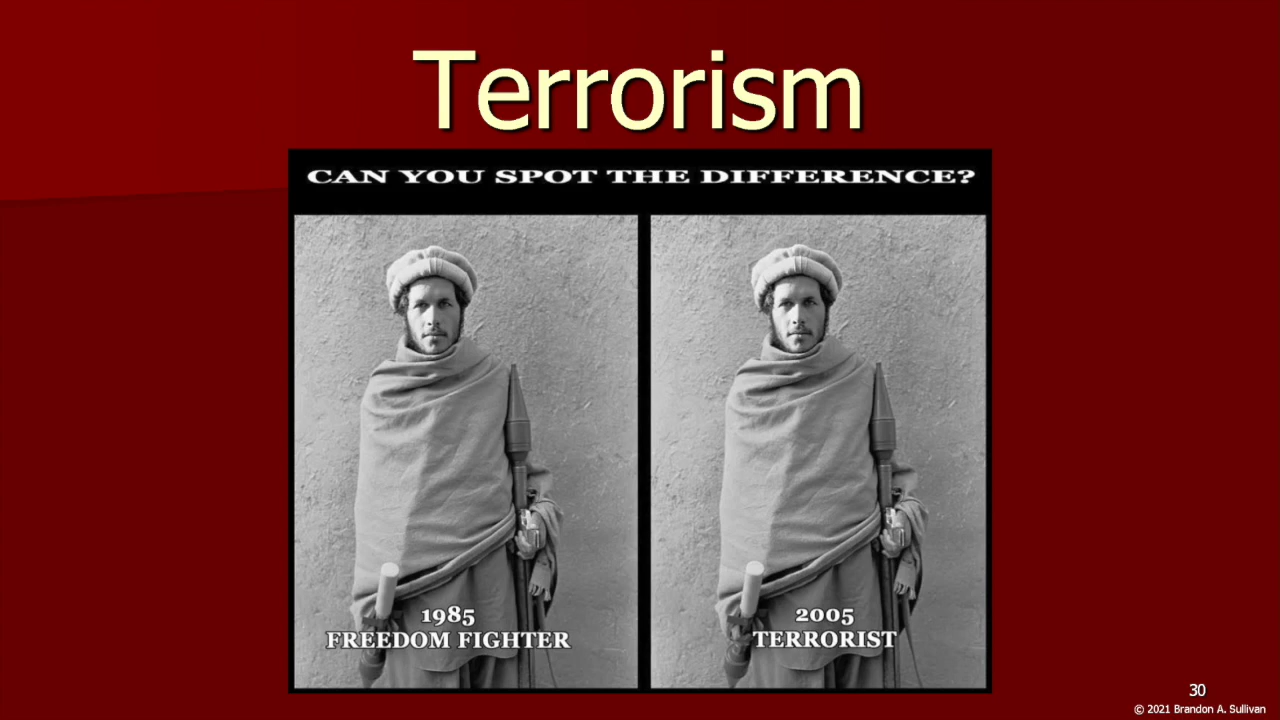 Terrorism
CAN YOU SPOT THE DIFFERENCE?
1985
FREEDOM FIGHTER
2005
TERRORIST
30
© 2021 Brandon A. Sullivan